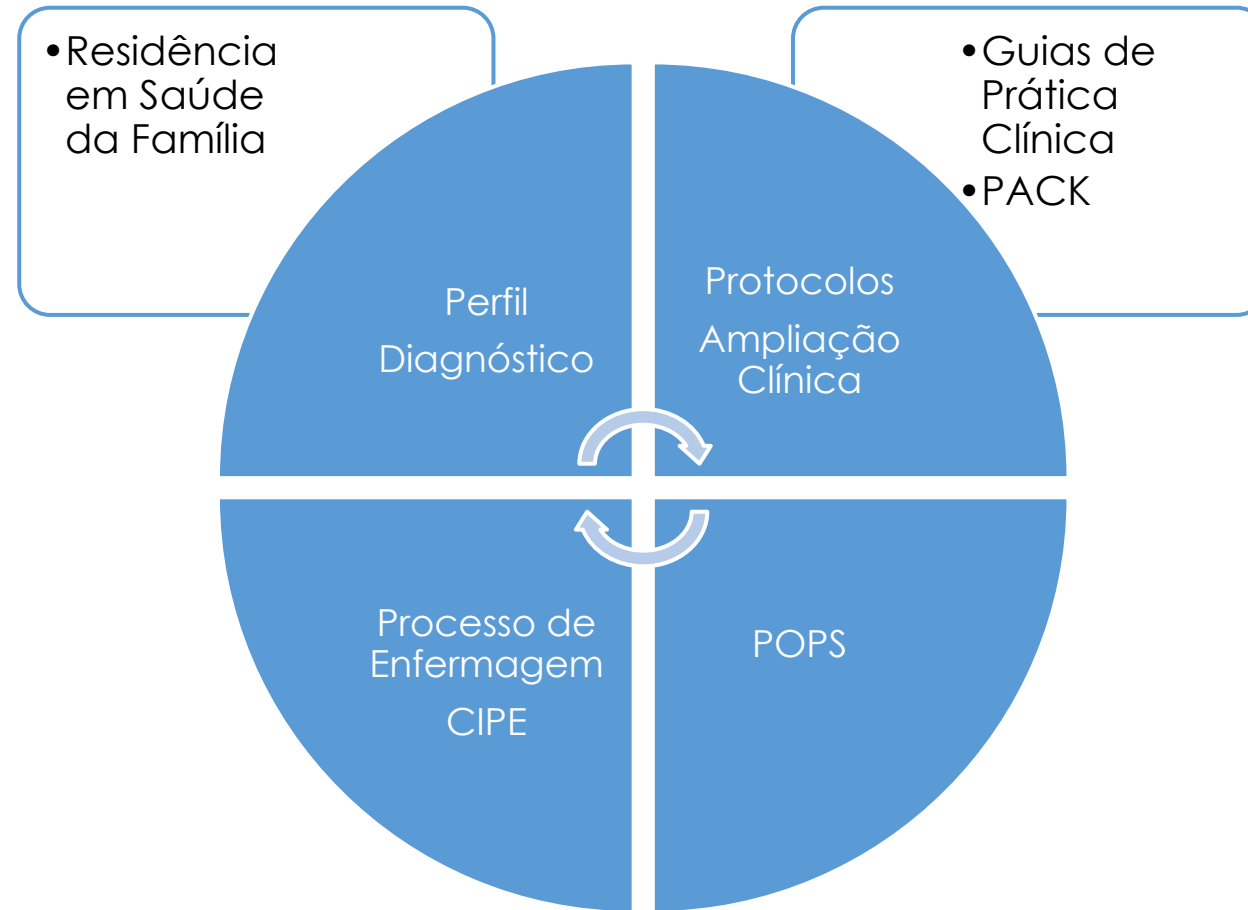 •Residência
em Saúde
da Família
•Guias de
Prática
Clínica
•PACK
Perfil
Diagnóstico
Protocolos
Ampliação
Clínica
Processo de
Enfermagem
CIPE
POPS